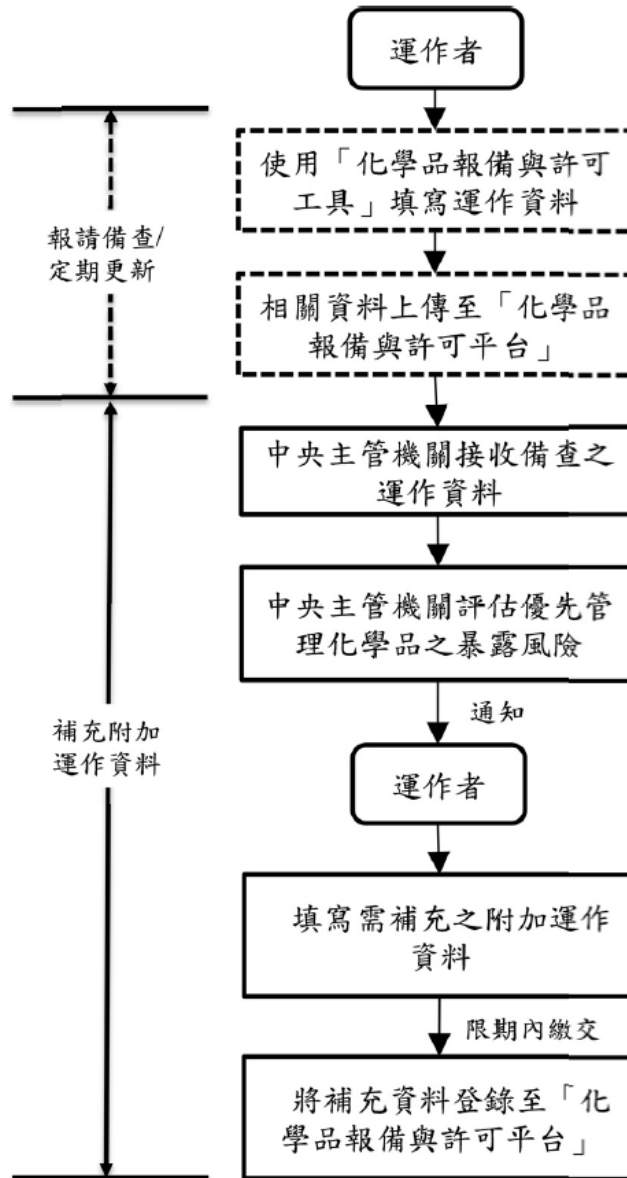 運作者
使用「化學品報備與許可
工具」填寫運作資料
報請備查/
定期更新
相關資料上傳至「化學品
報備與許可平台」
中央主管機關接收備查之
運作資料
中央主管機關評估優先管
理化學品之暴露風險
通知
補充附加
運作資料
運作者
填寫需補充之附加運作
資料
限期內繳交
將補充資料登錄至「化
學品報備與許可平台」